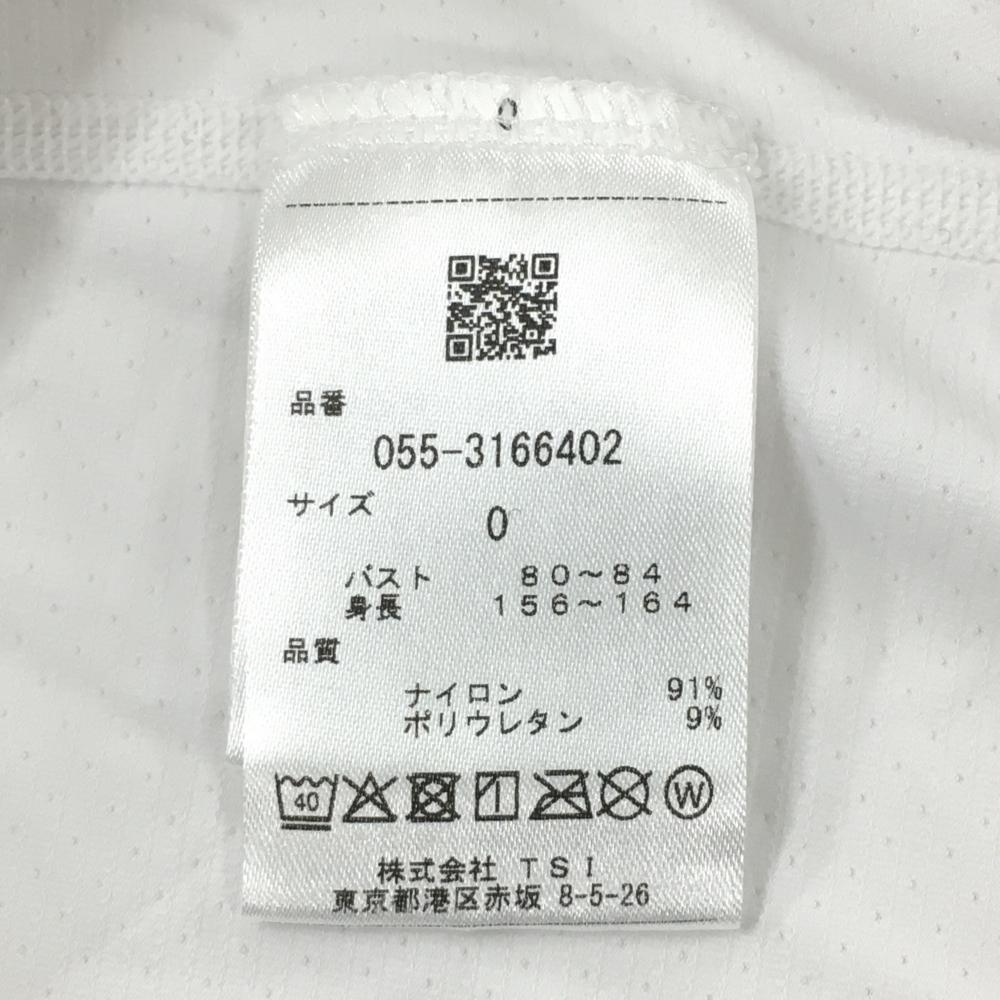 品番
055-3166402
サイズ
0
バスト 80～84
身長 156～164
品質
ナイロン 91%
ポリウレタン 9%
40 W
株式会社 TSI
東京都港区赤坂 8-5-26